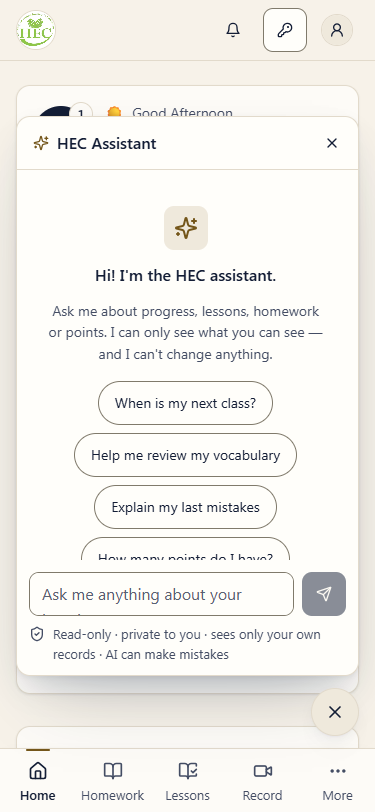 HEC
1
Good Afternoon
HEC Assistant
Hi! I'm the HEC assistant.
Ask me about progress, lessons, homework
or points. I can only see what you can see —
and I can't change anything.
When is my next class?
Help me review my vocabulary
Explain my last mistakes
How many points do I have?
Ask me anything about your
Read-only · private to you · sees only your own
records · AI can make mistakes
Home
Homework
Lessons
Record
More